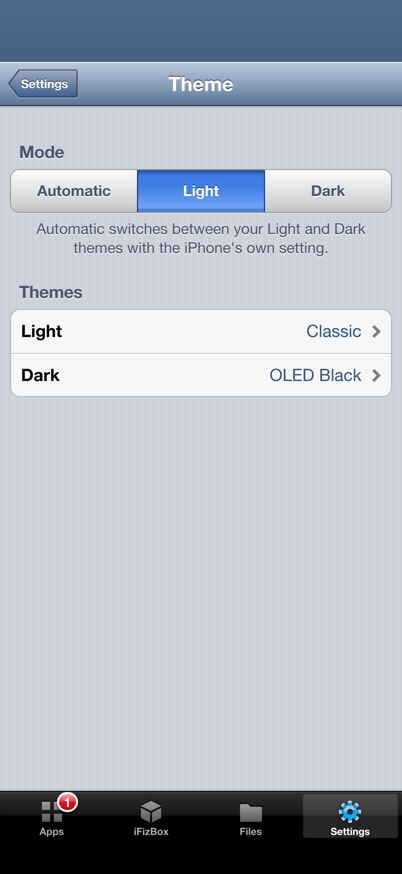 Settings
Theme
Mode
Automatic
Light
Dark
Automatic switches between your Light and Dark
themes with the iPhone's own setting.
Themes
Light
Classic
Dark
OLED Black
1
Apps
iFizBox
Files
Settings